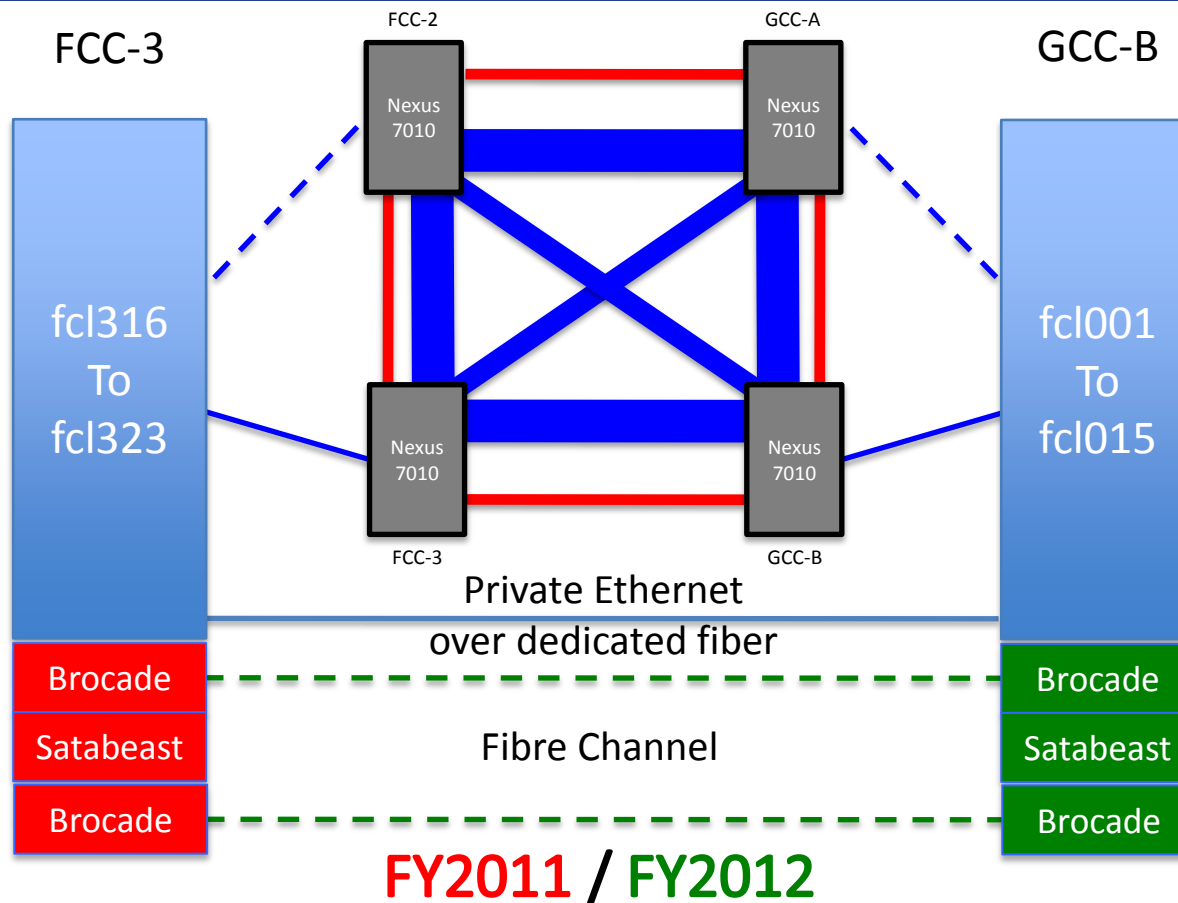 FCC-2
GCC-A
FCC-3
GCC-B
Nexus
7010
Nexus
7010
fcl316
To
fcl323
fcl001
To
fcl015
Nexus
7010
Nexus
7010
FCC-3
GCC-B
Private Ethernet
over dedicated fiber
Brocade
Brocade
Satabeast
Fibre Channel
Satabeast
Brocade
Brocade
FY2011 / FY2012